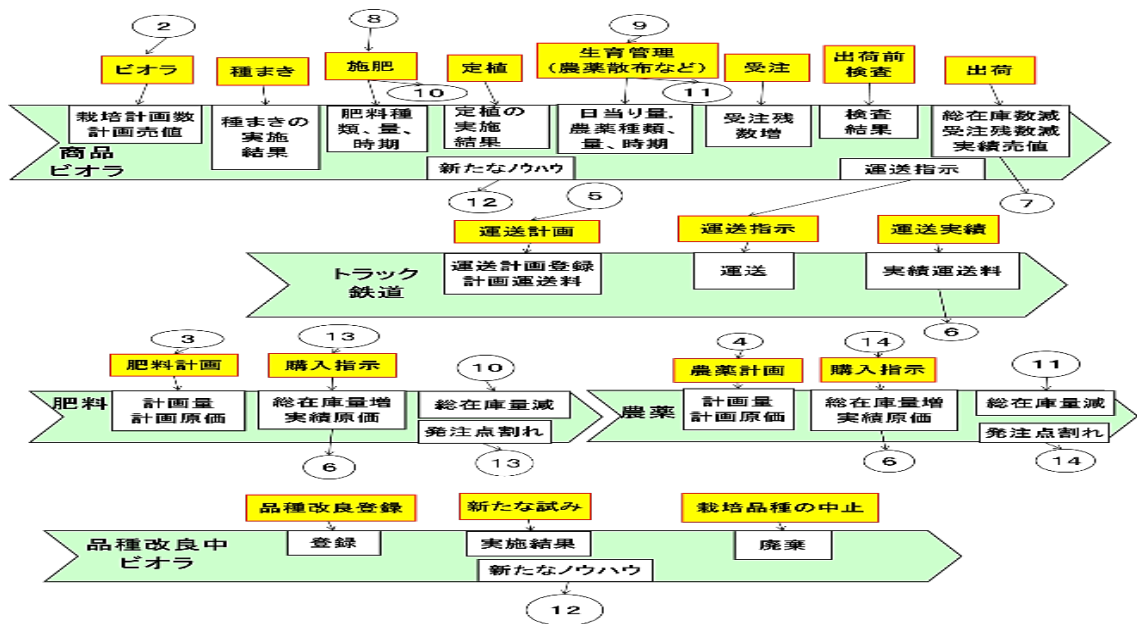 2
8
9
ビオラ
種まき
施肥
定植
生育管理
(農薬散布など)
受注
出荷前
検査
出荷
10
11
栽培計画数
計画売値
種まきの
実施
結果
肥料種
類、量、
時期
定植の
実施
結果
日当り量,
農薬種類、
量、時期
受注残
数増
検査
結果
総在庫数減
受注残数減
実績売値
商品
ビオラ
新たなノウハウ
運送指示
12
5
7
運送計画
運送指示
運送実績
トラック
鉄道
運送計画登録
計画運送料
運送
実績運送料
6
3
13
10
4
14
11
肥料計画
購入指示
農薬計画
購入指示
肥料
計画量
計画原価
総在庫量増
実績原価
総在庫量減
発注点割れ
農薬
計画量
計画原価
総在庫量増
実績原価
総在庫量減
発注点割れ
6
13
6
14
品種改良登録
新たな試み
栽培品種の中止
品種改良中
ビオラ
登録
実施結果
廃棄
新たなノウハウ
12